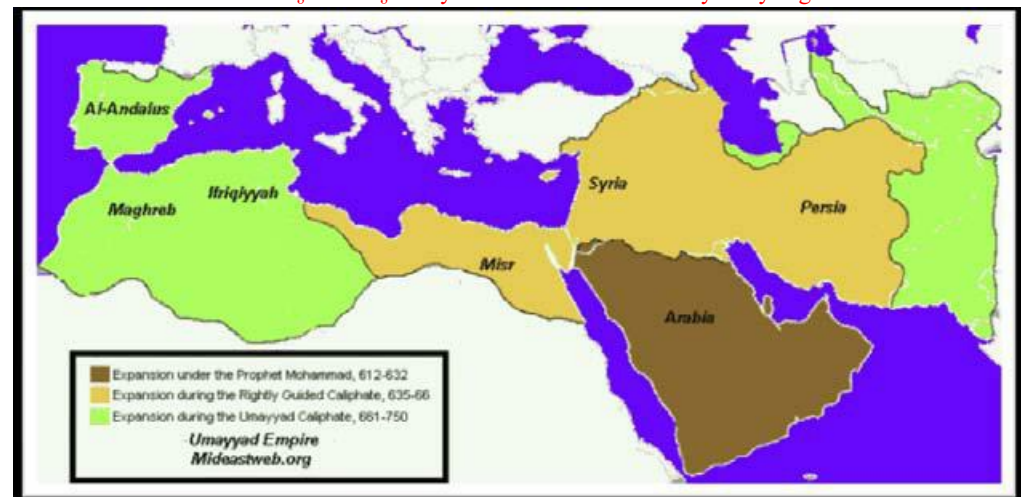 Al-Andalus
Ifriqiyyah
Maghreb
Syria
Persia
Misr
Arabia
Expansion under the Prophet Mohammad, 612-632
Expansion during the Rightly Guided Caliphate, 635-66
Expansion during the Umayyad Caliphate, 661-750
Umayyad Empire
Mideastweb.org